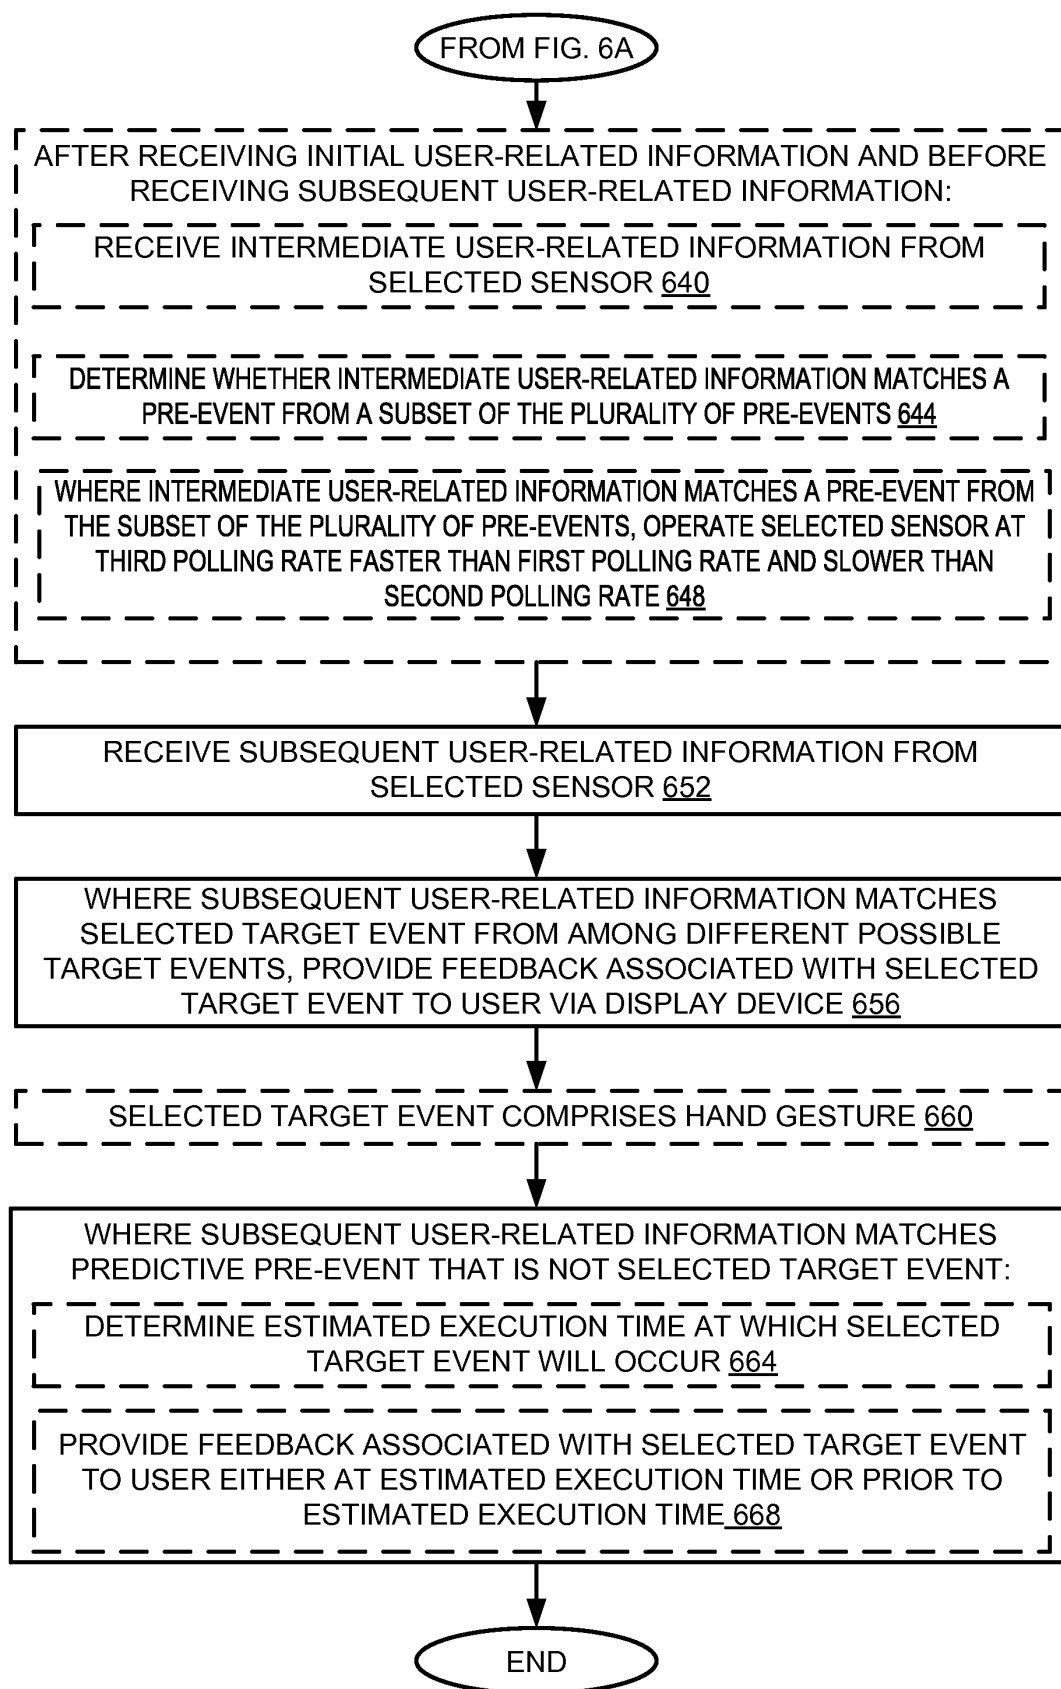 FROM FIG. 6A
AFTER RECEIVING INITIAL USER-RELATED INFORMATION AND BEFORE
RECEIVING SUBSEQUENT USER-RELATED INFORMATION:
RECEIVE INTERMEDIATE USER-RELATED INFORMATION FROM
SELECTED SENSOR 640
DETERMINE WHETHER INTERMEDIATE USER-RELATED INFORMATION MATCHES A
PRE-EVENT FROM A SUBSET OF THE PLURALITY OF PRE-EVENTS 644
WHERE INTERMEDIATE USER-RELATED INFORMATION MATCHES A PRE-EVENT FROM
THE SUBSET OF THE PLURALITY OF PRE-EVENTS, OPERATE SELECTED SENSOR AT
THIRD POLLING RATE FASTER THAN FIRST POLLING RATE AND SLOWER THAN
SECOND POLLING RATE 648
RECEIVE SUBSEQUENT USER-RELATED INFORMATION FROM
SELECTED SENSOR 652
WHERE SUBSEQUENT USER-RELATED INFORMATION MATCHES
SELECTED TARGET EVENT FROM AMONG DIFFERENT POSSIBLE
TARGET EVENTS, PROVIDE FEEDBACK ASSOCIATED WITH SELECTED
TARGET EVENT TO USER VIA DISPLAY DEVICE 656
SELECTED TARGET EVENT COMPRISES HAND GESTURE 660
WHERE SUBSEQUENT USER-RELATED INFORMATION MATCHES
PREDICTIVE PRE-EVENT THAT IS NOT SELECTED TARGET EVENT:
DETERMINE ESTIMATED EXECUTION TIME AT WHICH SELECTED
TARGET EVENT WILL OCCUR 664
PROVIDE FEEDBACK ASSOCIATED WITH SELECTED TARGET EVENT
TO USER EITHER AT ESTIMATED EXECUTION TIME OR PRIOR TO
ESTIMATED EXECUTION TIME 668
END